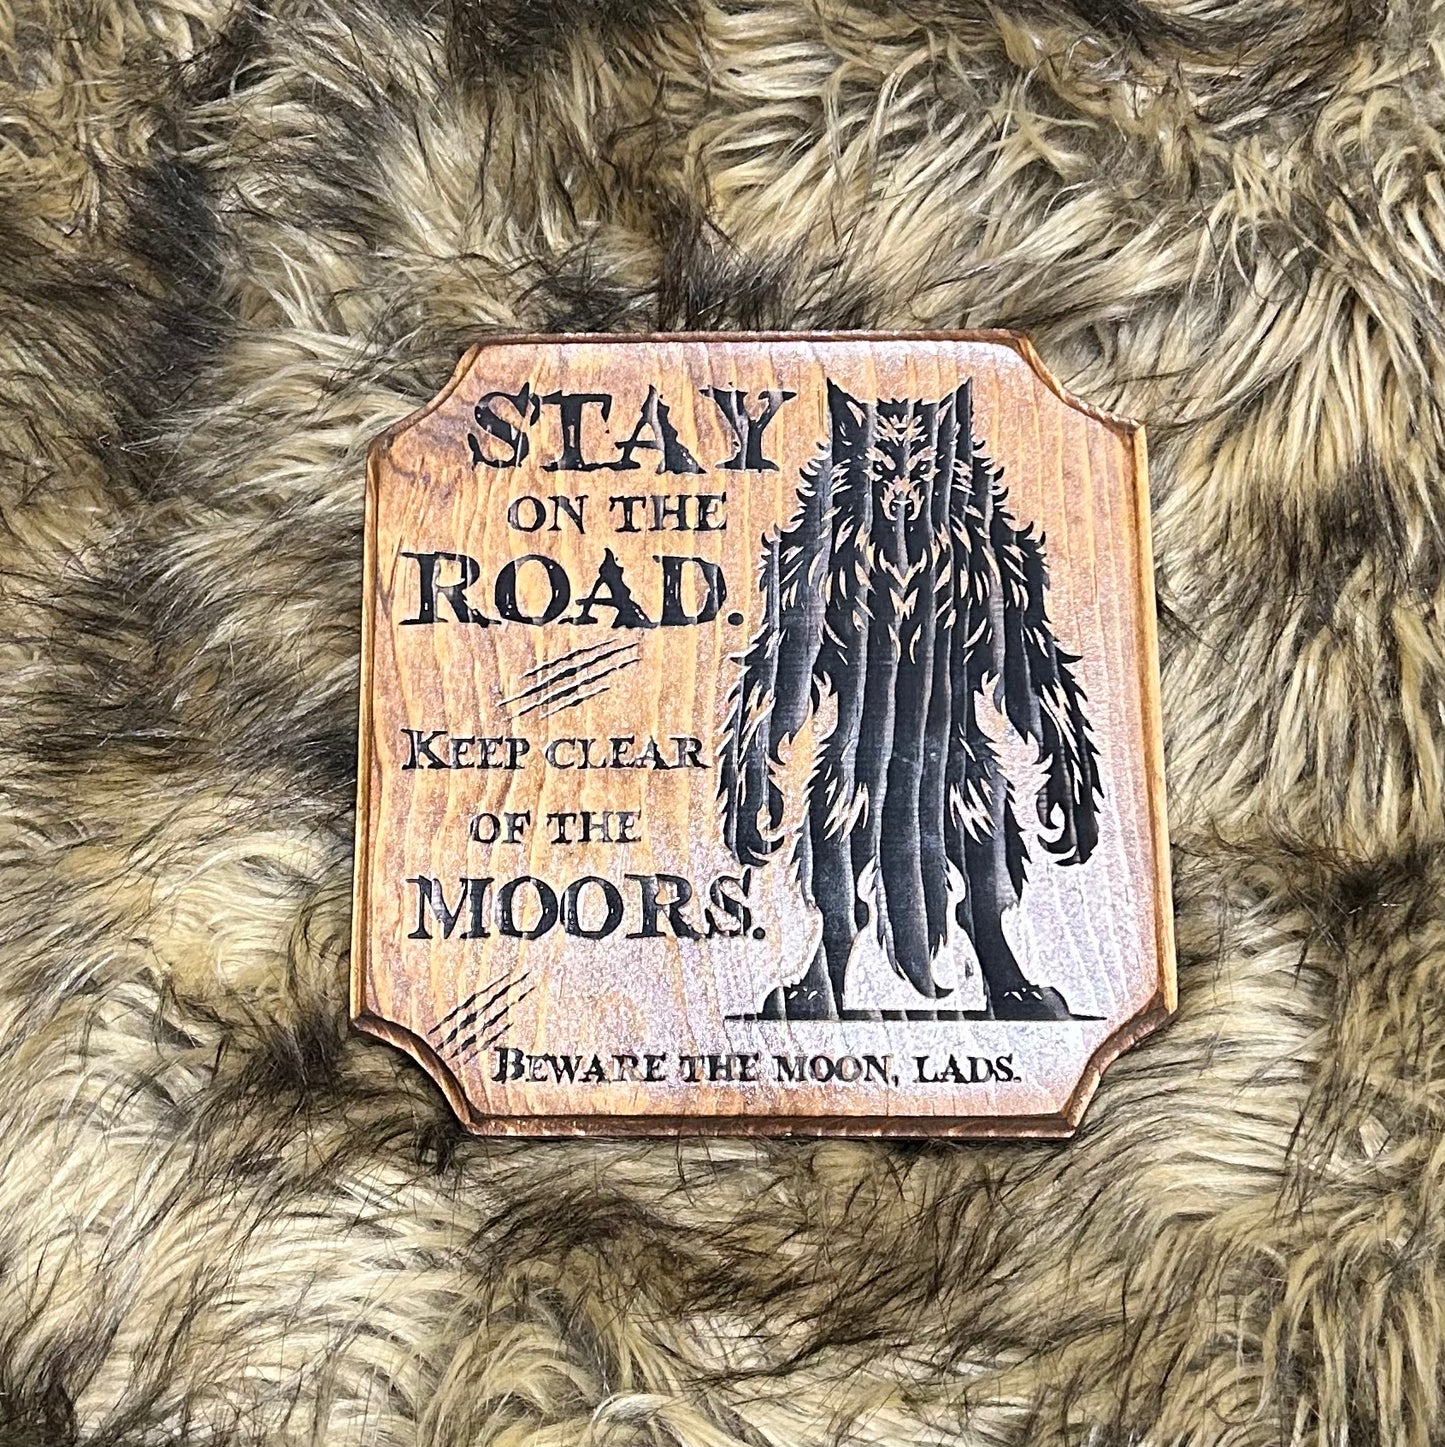 STAY
ON THE
ROAD.
KEEP CLEAR
OF THE
MOORS.
BEWARE THE MOON, LADS.